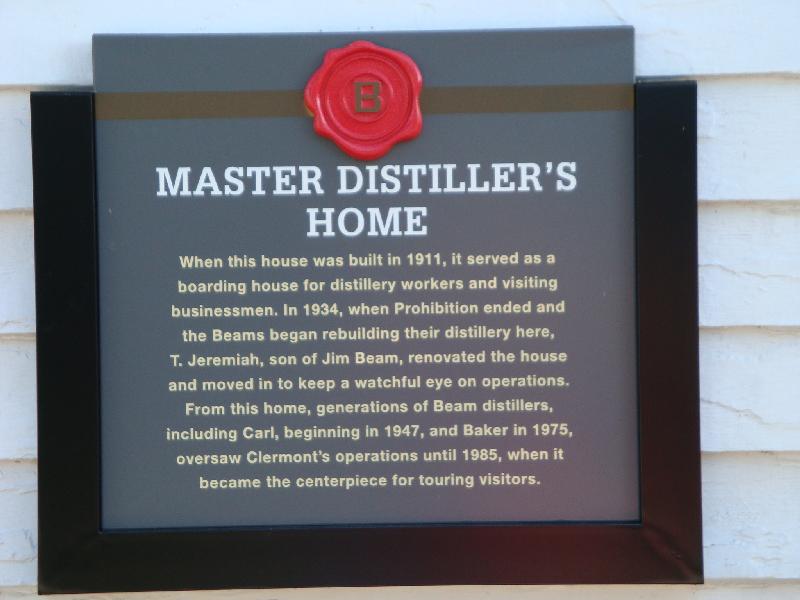 B
MASTER DISTILLER'S
HOME
When this house was built in 1911, it served as a
boarding house for distillery workers and visiting
businessmen. In 1934, when Prohibition ended and
the Beams began rebuilding their distillery here,
T. Jeremiah, son of Jim Beam, renovated the house
and moved in to keep a watchful eye on operations.
From this home, generations of Beam distillers,
including Carl, beginning in 1947, and Baker in 1975,
oversaw Clermont's operations until 1985, when it
became the centerpiece for touring visitors.